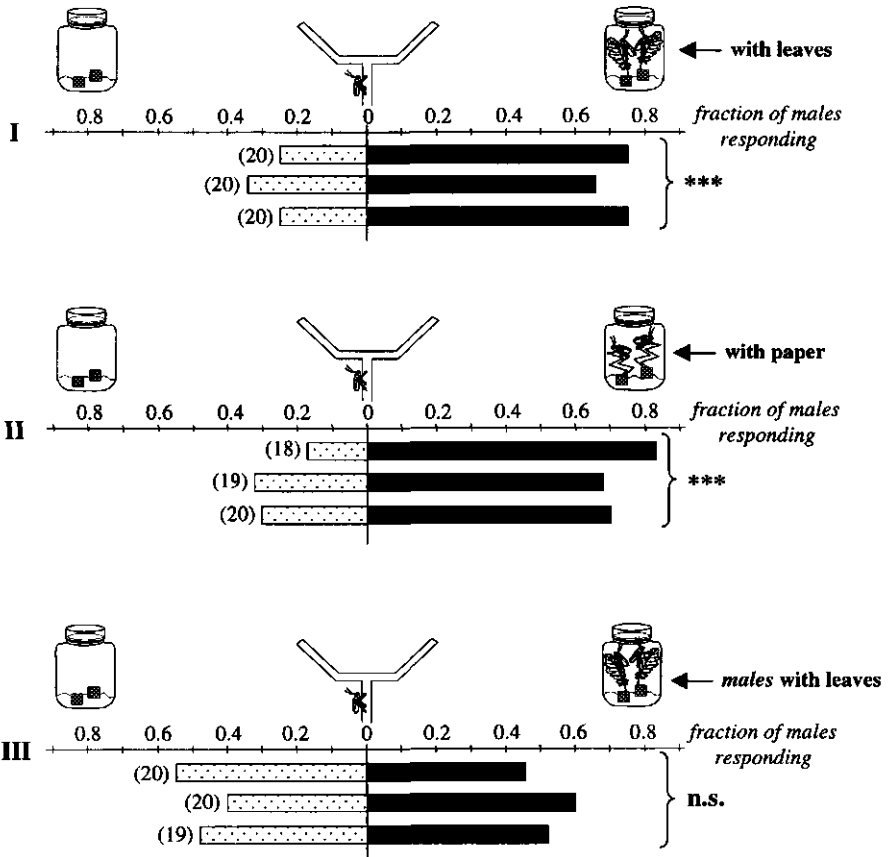 with leaves
0.8 0.6 0.4 0.2 0 0.2 0.4 0.6 0.8
fraction of males
responding
I
(20)
(20)
***
(20)
with paper
0.8 0.6 0.4 0.2 0 0.2 0.4 0.6 0.8
fraction of males
responding
II
(18)
(19)
***
(20)
males with leaves
0.8 0.6 0.4 0.2 0 0.2 0.4 0.6 0.8
fraction of males
responding
III
(20)
(20)
n.s.
(19)